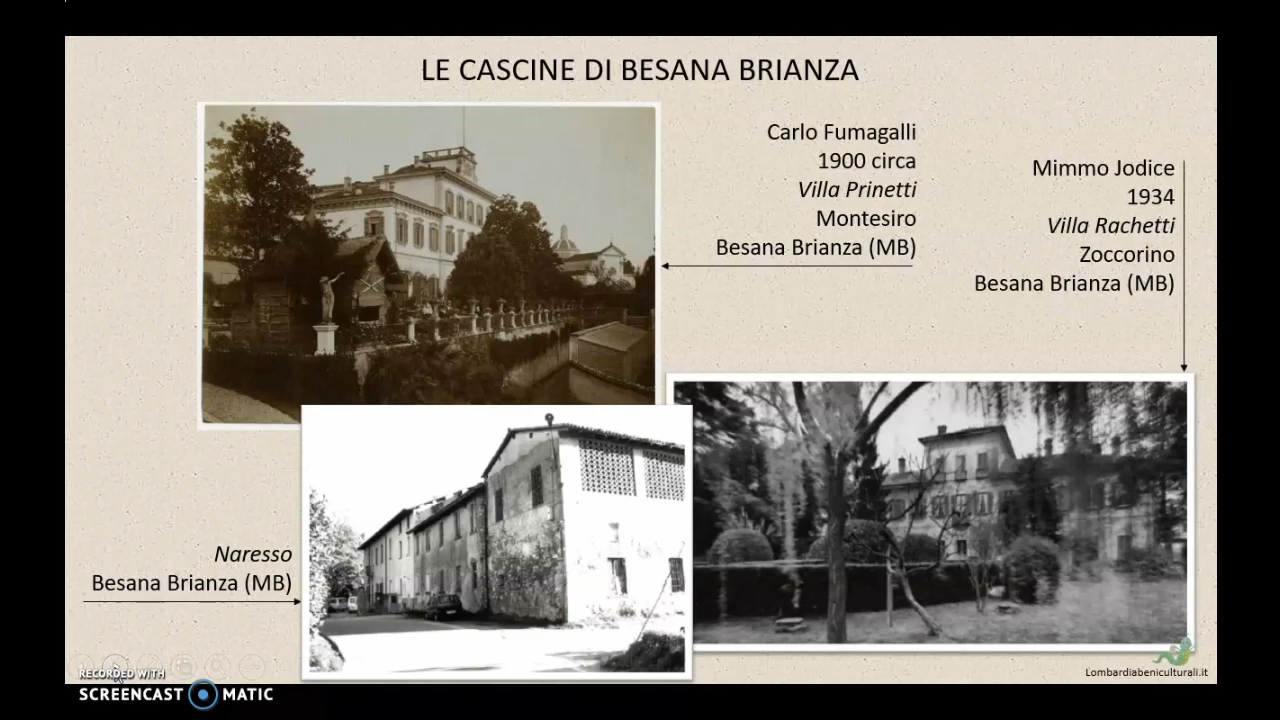 LE CASCINE DI BESANA BRIANZA
Carlo Fumagalli
1900 circa
Villa Prinetti
Montesiro
Besana Brianza (MB)
Mimmo Jodice
1934
Villa Rachetti
Zoccorino
Besana Brianza (MB)
Naresso
Besana Brianza (MB)
Lombardiabeniculturali.it
RECORDED WITH
SCREENCAST MATIC